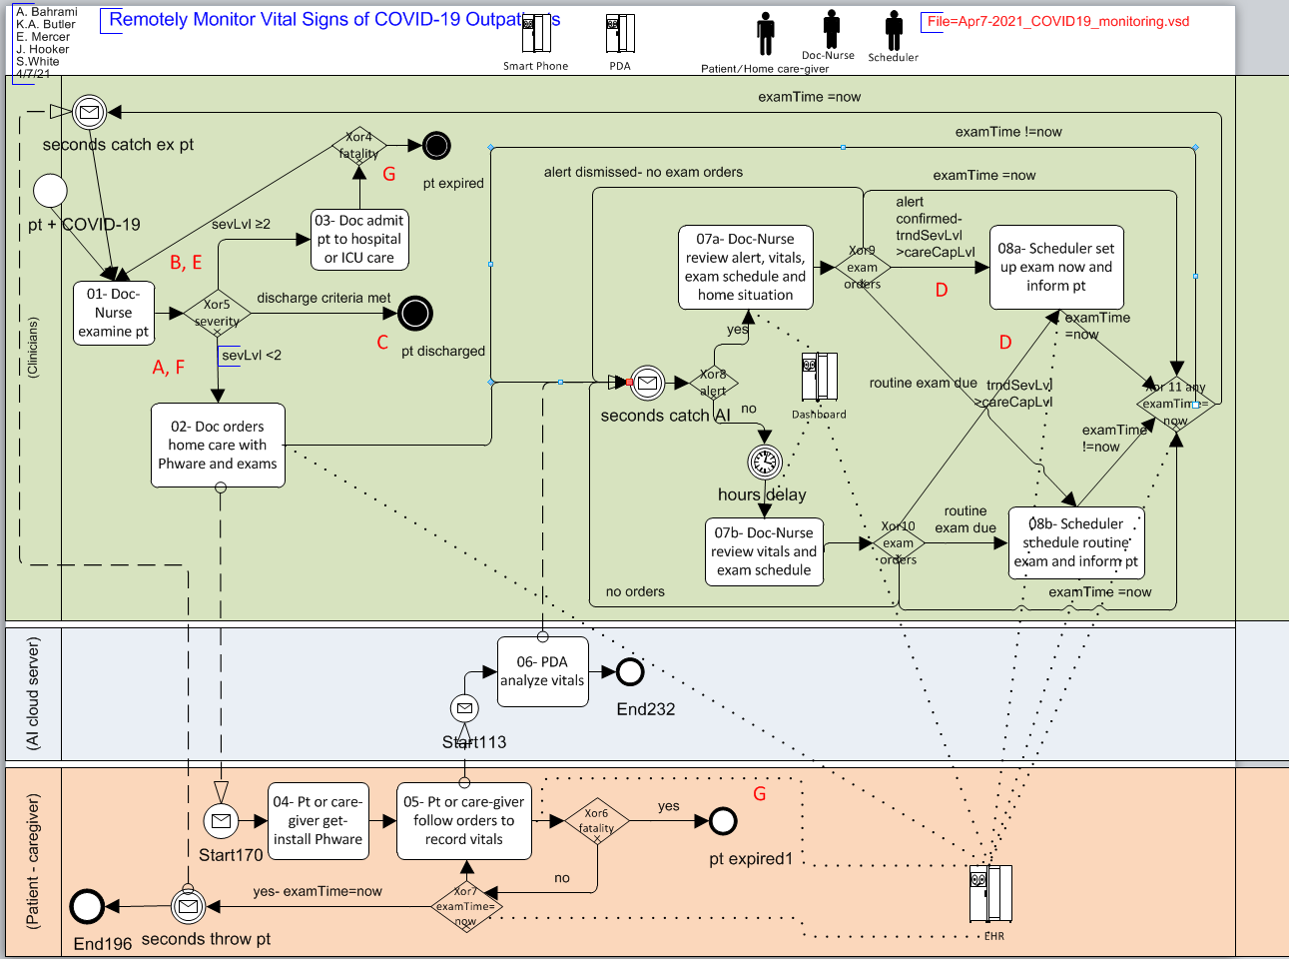 A. Bahrami
K.A. Butler
E. Mercer
J. Hooker
S.White
4/7/21
Remotely Monitor Vital Signs of COVID-19
File=Apr7-2021_COVID19_monitoring.vsd
Smart Phone
PDA
Patient/Home care-giver
Doc-Nurse
Scheduler
(Clinicians)
seconds catch ex pt
pt + COVID-19
01- Doc-
Nurse
examine pt
B, E
A, F
Xor5
severity
sevLvl ≥2
discharge criteria met
sevLvl <2
C
pt discharged
03- Doc admit
pt to hospital
or ICU care
Xor4
fatality
G
pt expired
02- Doc orders
home care with
Phware and exams
examTime =now
examTime !=now
alert dismissed- no exam orders
examTime =now
07a- Doc-Nurse
review alert, vitals,
exam schedule and
home situation
Xor9
exam
orders
alert
confirmed-
trndSevLvl
>careCapLvl
D
08a- Scheduler set
up exam now and
inform pt
D
examTime
=now
yes
Xor8
alert
no
seconds catch AI
Dashboard
routine exam due
trndSevLvl
>careCapLvl
Xor 11 any
examTime=
now
examTime
!=now
hours delay
07b- Doc-Nurse
review vitals and
exam schedule
Xor10
exam
orders
routine
exam due
08b- Scheduler
schedule routine
exam and inform pt
no orders
examTime =now
(AI cloud server)
06- PDA
analyze vitals
End232
Start113
(Patient - caregiver)
Start170
04- Pt or care-
giver get-
install Phware
05- Pt or care-giver
follow orders to
record vitals
Xor6
fatality
yes
G
pt expired1
no
Xor7
examTime=
now
yes- examTime=now
seconds throw pt
End196
EHR